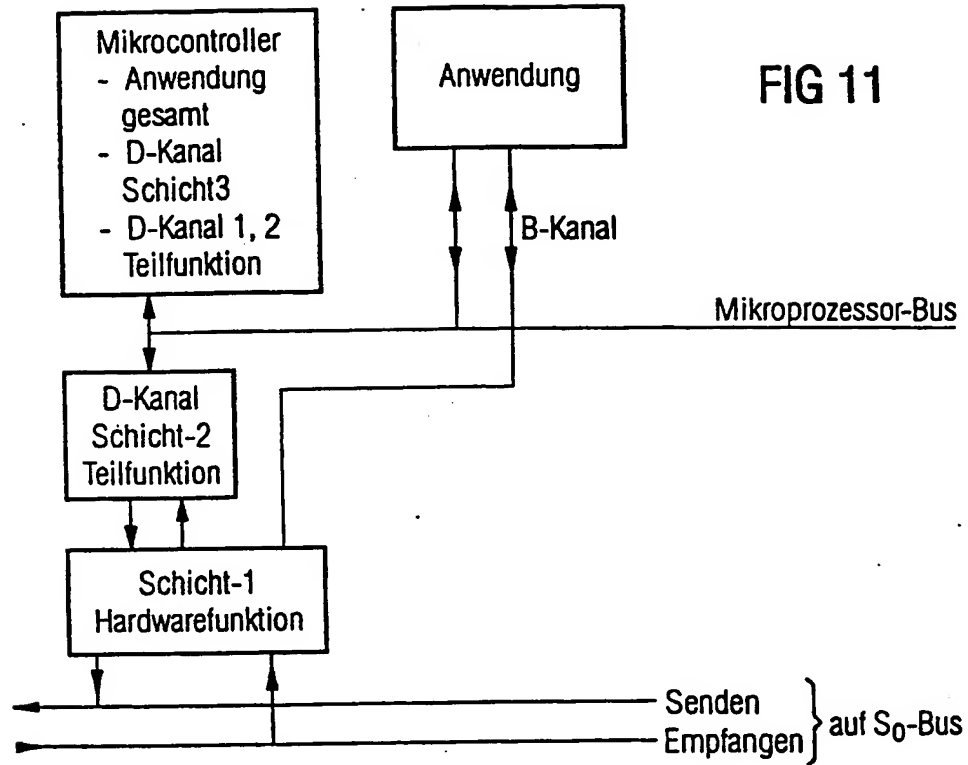 Mikrocontroller
- Anwendung
gesamt
- D-Kanal
Schicht3
- D-Kanal 1, 2
Teilfunktion
Anwendung
FIG 11
B-Kanal
Mikroprozessor-Bus
D-Kanal
Schicht-2
Teilfunktion
Schicht-1
Hardwarefunktion
Senden
Empfangen
auf S₀-Bus